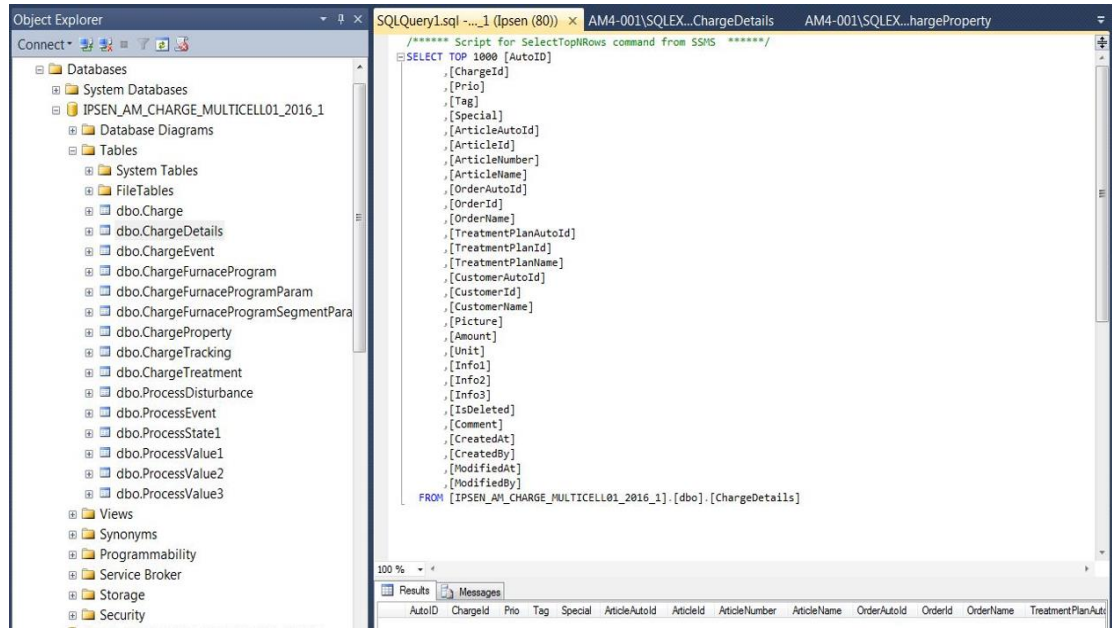 Object Explorer
Connect
Databases
System Databases
IPSEN_AM_CHARGE_MULTICELL01_2016_1
Database Diagrams
Tables
System Tables
FileTables
dbo.Charge
dbo.ChargeDetails
dbo.ChargeEvent
dbo.ChargeFurnaceProgram
dbo.ChargeFurnaceProgramParam
dbo.ChargeFurnaceProgramSegmentPara
dbo.ChargeProperty
dbo.ChargeTracking
dbo.ChargeTreatment
dbo.ProcessDisturbance
dbo.ProcessEvent
dbo.ProcessState1
dbo.ProcessValue1
dbo.ProcessValue2
dbo.ProcessValue3
Views
Synonyms
Programmability
Service Broker
Storage
Security
SQLQuery1.sql -..._1 (Ipsen (80)) AM4-001\SQLEX...ChargeDetails AM4-001\SQLEX...hargeProperty
/****** Script for SelectTopNRows command from SSMS ******/
SELECT TOP 1000 [AutoID]
,[ChargeId]
,[Prio]
,[Tag]
,[Special]
,[ArticleAutoId]
,[ArticleId]
,[ArticleNumber]
,[ArticleName]
,[OrderAutoId]
,[OrderId]
,[OrderName]
,[TreatmentPlanAutoId]
,[TreatmentPlanId]
,[TreatmentPlanName]
,[CustomerAutoId]
,[CustomerId]
,[CustomerName]
,[Picture]
,[Amount]
,[Unit]
,[Info1]
,[Info2]
,[Info3]
,[IsDeleted]
,[Comment]
,[CreatedAt]
,[CreatedBy]
,[ModifiedAt]
,[ModifiedBy]
FROM [IPSEN_AM_CHARGE_MULTICELL01_2016_1].[dbo].[ChargeDetails]
100 %
Results Messages
AutoID ChargeId Prio Tag Special ArticleAutoId ArticleId ArticleNumber ArticleName OrderAutoId OrderId OrderName TreatmentPlanAuto